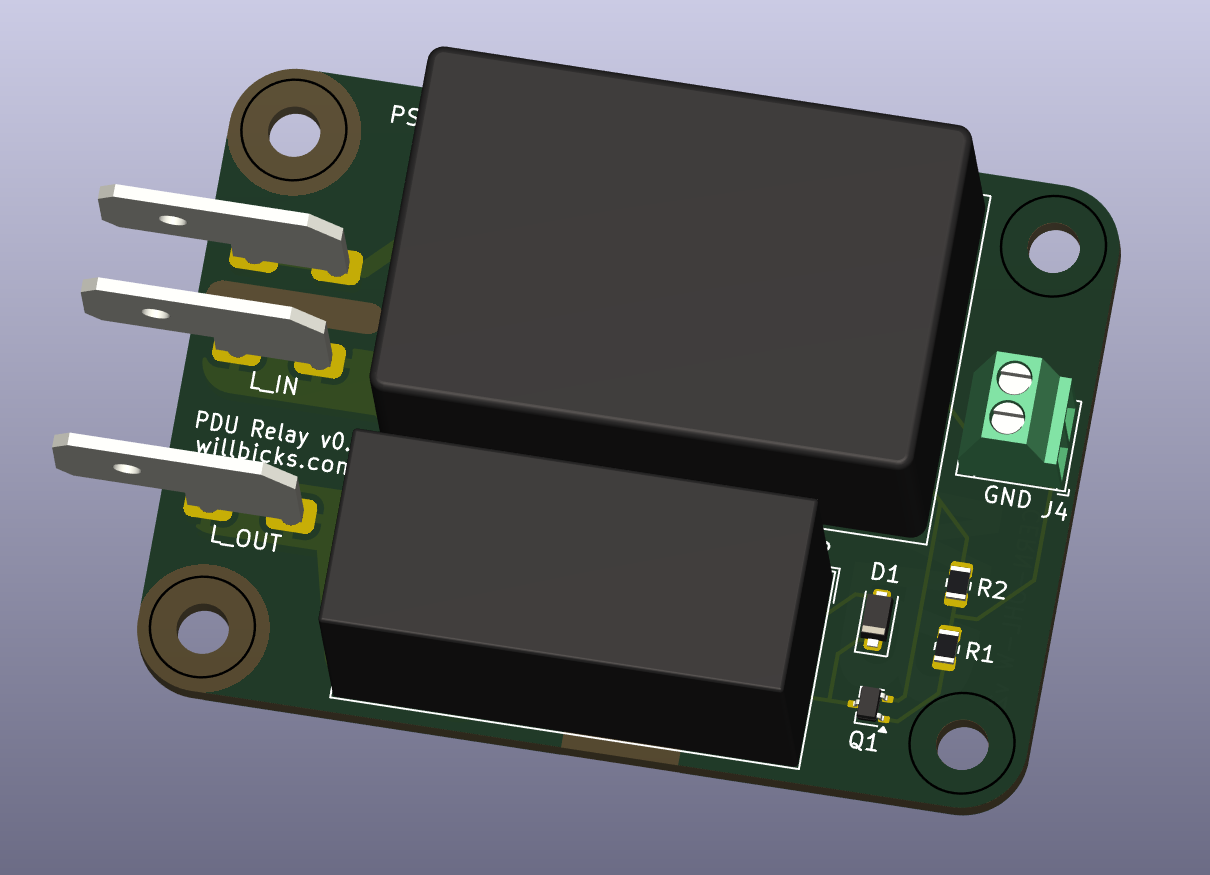 PS
L_IN
PDU Relay v0.
willbicks.com
L_OUT
GND
J4
D1
R2
R1
Q1